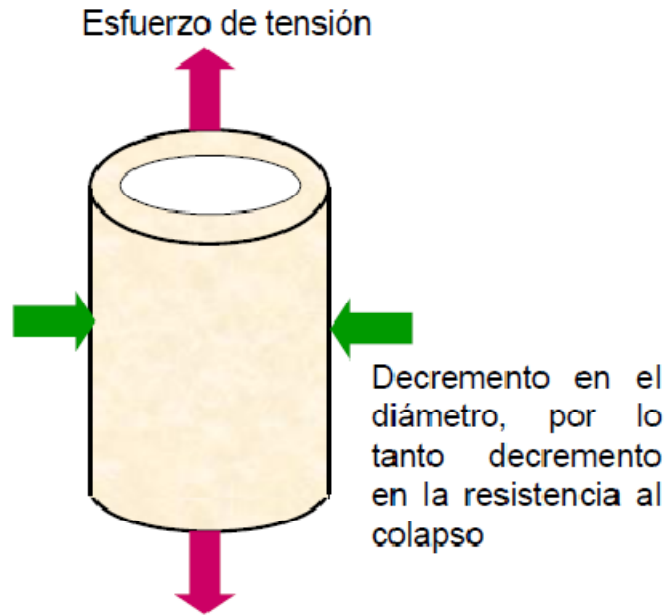 Esfuerzo de tensión
Decremento en el
diámetro, por lo
tanto decremento
en la resistencia al
colapso